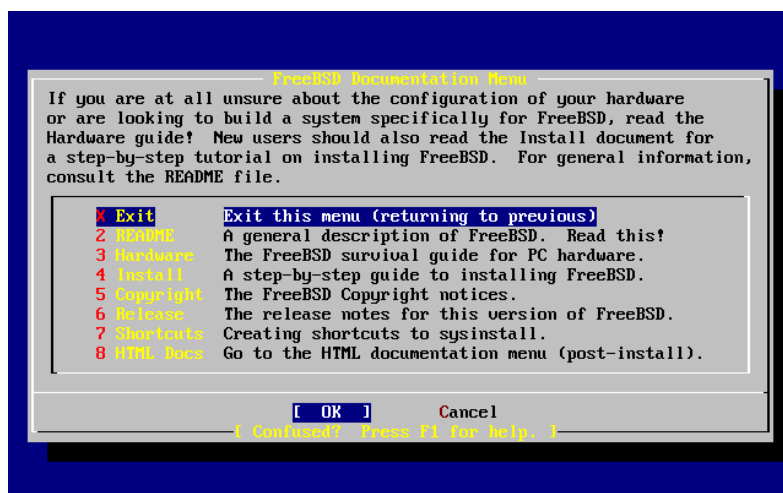 FreeBSD Documentation Menu
If you are at all unsure about the configuration of your hardware
or are looking to build a system specifically for FreeBSD, read the
Hardware guide!  New users should also read the Install document for
a step-by-step tutorial on installing FreeBSD.  For general information,
consult the README file.
X Exit       Exit this menu (returning to previous)
2 README     A general description of FreeBSD.  Read this!
3 Hardware   The FreeBSD survival guide for PC hardware.
4 Install    A step-by-step guide to installing FreeBSD.
5 Copyright  The FreeBSD Copyright notices.
6 Release    The release notes for this version of FreeBSD.
7 Shortcuts  Creating shortcuts to sysinstall.
8 HTML Docs  Go to the HTML documentation menu (post-install).
[  OK  ]       Cancel
[ Confused?  Press F1 for help. ]